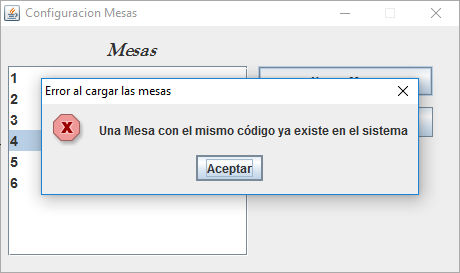 Configuracion Mesas
Mesas
1
2
3
4
5
6
Error al cargar las mesas
Una Mesa con el mismo código ya existe en el sistema
Aceptar